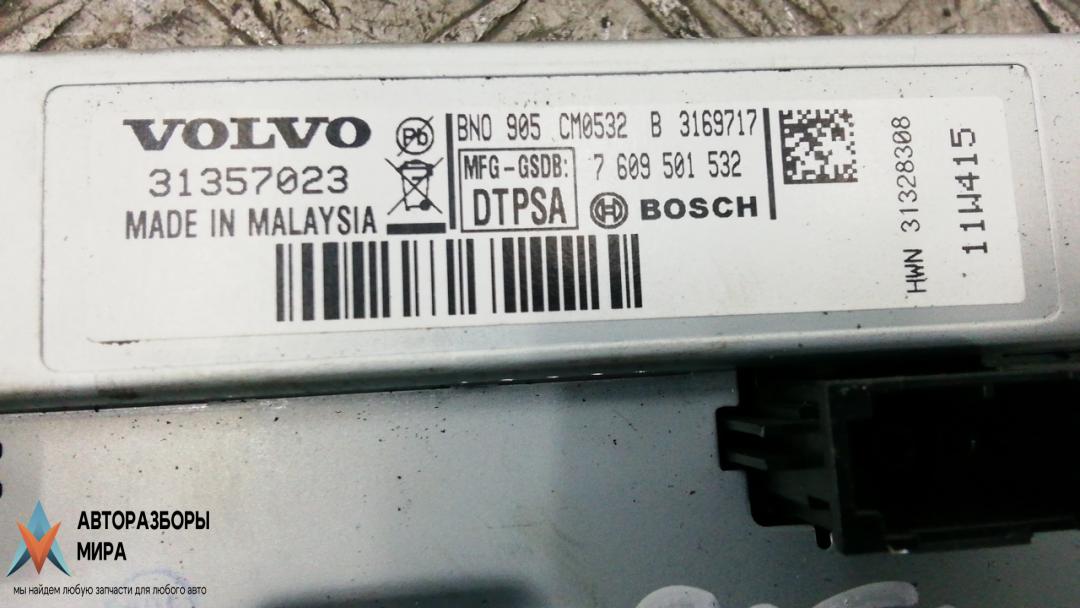 VOLVO
31357023
MADE IN MALAYSIA
Pb
BNO 905 CM0532 B 3169717
MFG-GSDB:
DTPSA
7 609 501 532
BOSCH
HWN 31328308
11W415
АВТОРАЗБОРЫ
МИРА
мы найдем любую запчасти для любого авто